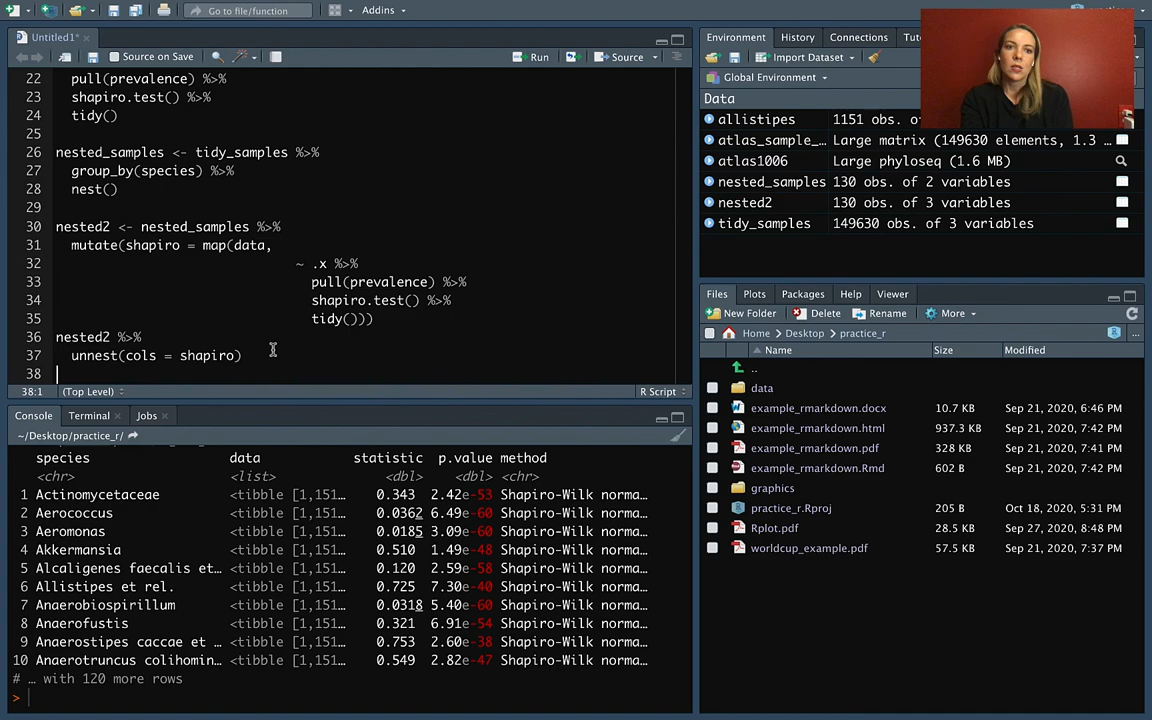 Go to file/function
Addins
Untitled1*
Source on Save
Run
Source
22 pull(prevalence) %>%
23 shapiro.test() %>%
24 tidy()
25
26 nested_samples <- tidy_samples %>%
27 group_by(species) %>%
28 nest()
29
30 nested2 <- nested_samples %>%
31 mutate(shapiro = map(data,
32 ~ .x %>%
33 pull(prevalence) %>%
34 shapiro.test() %>%
35 tidy()))
36 nested2 %>%
37 unnest(cols = shapiro)
38
38:1 (Top Level) R Script
Console Terminal Jobs
~/Desktop/practice_r/
species data statistic p.value method
<chr> <list> <dbl> <dbl> <chr>
1 Actinomycetaceae <tibble [1,151… 0.343 2.42e-53 Shapiro-Wilk norma…
2 Aerococcus <tibble [1,151… 0.0362 6.49e-60 Shapiro-Wilk norma…
3 Aeromonas <tibble [1,151… 0.0185 3.09e-60 Shapiro-Wilk norma…
4 Akkermansia <tibble [1,151… 0.510 1.49e-48 Shapiro-Wilk norma…
5 Alcaligenes faecalis et… <tibble [1,151… 0.120 2.59e-58 Shapiro-Wilk norma…
6 Allistipes et rel. <tibble [1,151… 0.725 7.30e-40 Shapiro-Wilk norma…
7 Anaerobiospirillum <tibble [1,151… 0.0318 5.40e-60 Shapiro-Wilk norma…
8 Anaerofustis <tibble [1,151… 0.321 6.91e-54 Shapiro-Wilk norma…
9 Anaerostipes caccae et … <tibble [1,151… 0.753 2.60e-38 Shapiro-Wilk norma…
10 Anaerotruncus colihomin… <tibble [1,151… 0.549 2.82e-47 Shapiro-Wilk norma…
# … with 120 more rows
>
Environment History Connections Tu
Import Dataset
Global Environment
Data
allistipes 1151 obs. of
atlas_sample_… Large matrix (149630 elements, 1.3 …
atlas1006 Large phyloseq (1.6 MB)
nested_samples 130 obs. of 2 variables
nested2 130 obs. of 3 variables
tidy_samples 149630 obs. of 3 variables
Files Plots Packages Help Viewer
New Folder Delete Rename More
Home Desktop practice_r
Name Size Modified
..
data
example_rmarkdown.docx 10.7 KB Sep 21, 2020, 6:46 PM
example_rmarkdown.html 937.3 KB Sep 21, 2020, 7:42 PM
example_rmarkdown.pdf 328 KB Sep 21, 2020, 7:41 PM
example_rmarkdown.Rmd 602 B Sep 21, 2020, 7:42 PM
graphics
practice_r.Rproj 205 B Oct 18, 2020, 5:31 PM
Rplot.pdf 28.5 KB Sep 27, 2020, 8:48 PM
worldcup_example.pdf 57.5 KB Sep 27, 2020, 7:37 PM